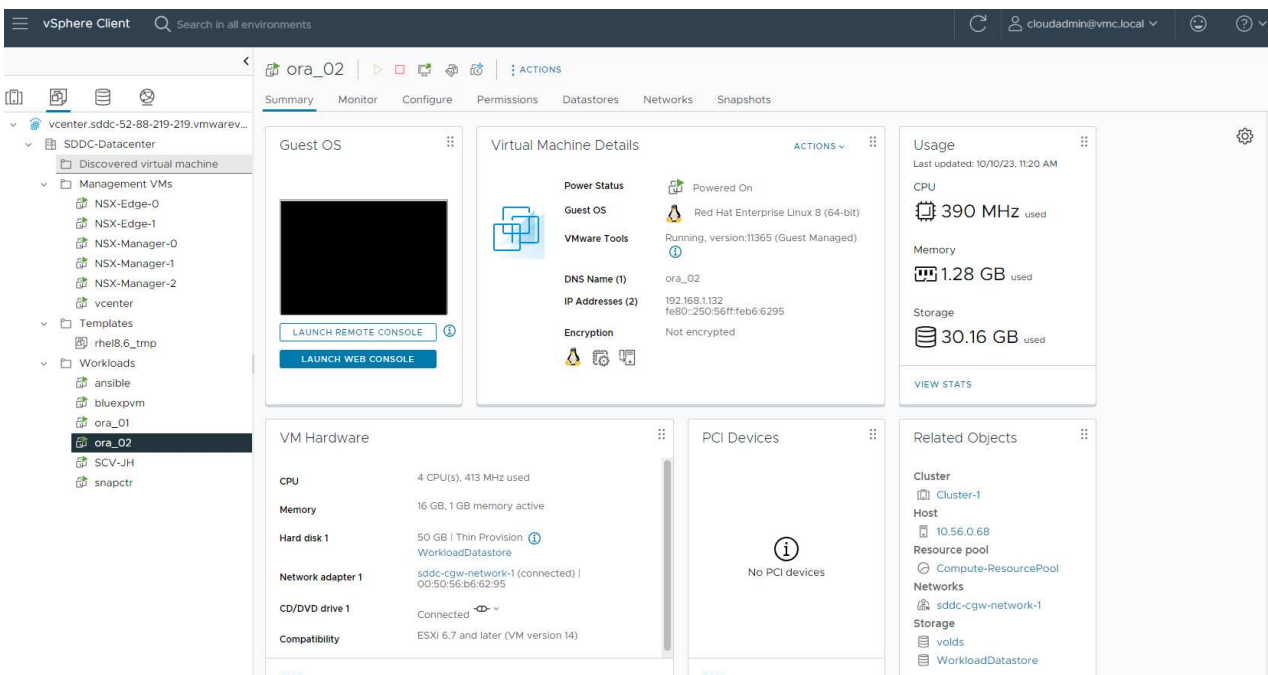 vSphere Client
Search in all environments
cloudadmin@vmc.local
vcenter.sddc-52-88-219-219.vmwarev...
SDDC-Datacenter
Discovered virtual machine
Management VMs
NSX-Edge-0
NSX-Edge-1
NSX-Manager-0
NSX-Manager-1
NSX-Manager-2
vcenter
Templates
rhel8.6_tmp
Workloads
ansible
bluexpvm
ora_01
ora_02
SCV-JH
snapctr
ora_02
ACTIONS
Summary Monitor Configure Permissions Datastores Networks Snapshots
Guest OS
LAUNCH REMOTE CONSOLE
LAUNCH WEB CONSOLE
Virtual Machine Details
ACTIONS
Power Status Powered On
Guest OS Red Hat Enterprise Linux 8 (64-bit)
VMware Tools Running, version:11365 (Guest Managed)
DNS Name (1) ora_02
IP Addresses (2) 192.168.1.132
fe80::250:56ff:feb6:6295
Encryption Not encrypted
Usage
Last updated: 10/10/23, 11:20 AM
CPU
390 MHz used
Memory
1.28 GB used
Storage
30.16 GB used
VIEW STATS
VM Hardware
CPU 4 CPU(s), 413 MHz used
Memory 16 GB, 1 GB memory active
Hard disk 1 50 GB | Thin Provision
WorkloadDatastore
Network adapter 1 sddc-cgw-network-1 (connected) |
00:50:56:b6:62:95
CD/DVD drive 1 Connected
Compatibility ESXi 6.7 and later (VM version 14)
PCI Devices
No PCI devices
Related Objects
Cluster
Cluster-1
Host
10.56.0.68
Resource pool
Compute-ResourcePool
Networks
sddc-cgw-network-1
Storage
volds
WorkloadDatastore